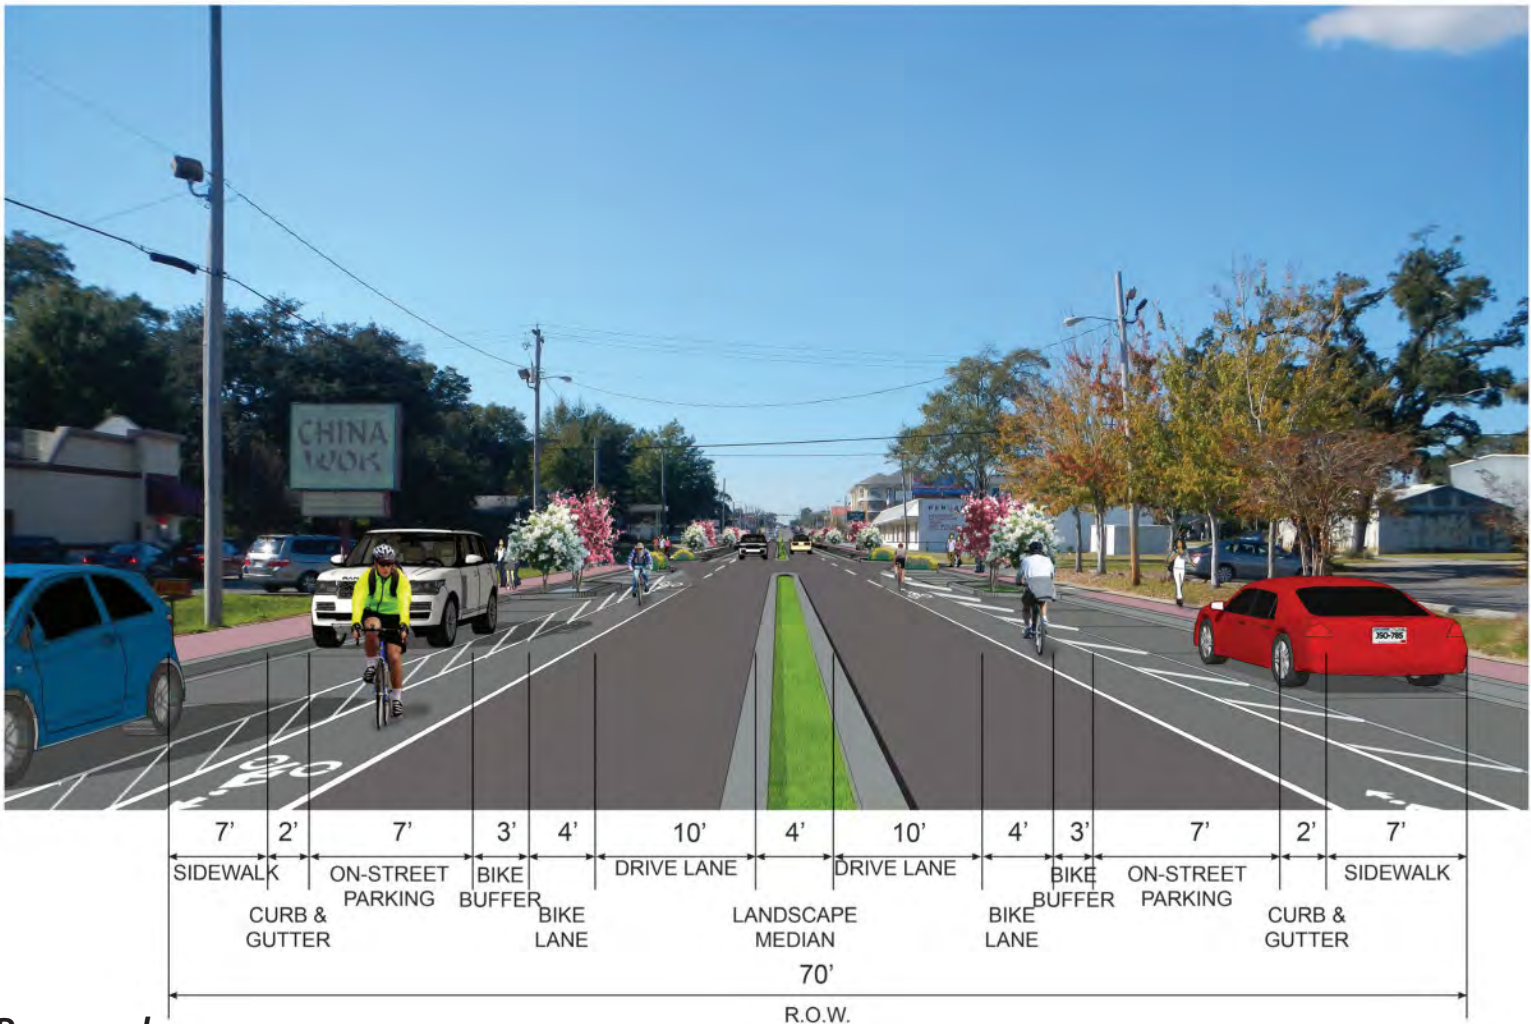 CHINA
WOK
JSO-785
7' 2' 7' 3' 4' 10' 4' 10' 4' 3' 7' 2' 7'
SIDEWALK
CURB &
GUTTER
ON-STREET
PARKING
BIKE
BUFFER
BIKE
LANE
DRIVE LANE
LANDSCAPE
MEDIAN
DRIVE LANE
BIKE
LANE
BIKE
BUFFER
ON-STREET
PARKING
CURB &
GUTTER
SIDEWALK
70'
R.O.W.